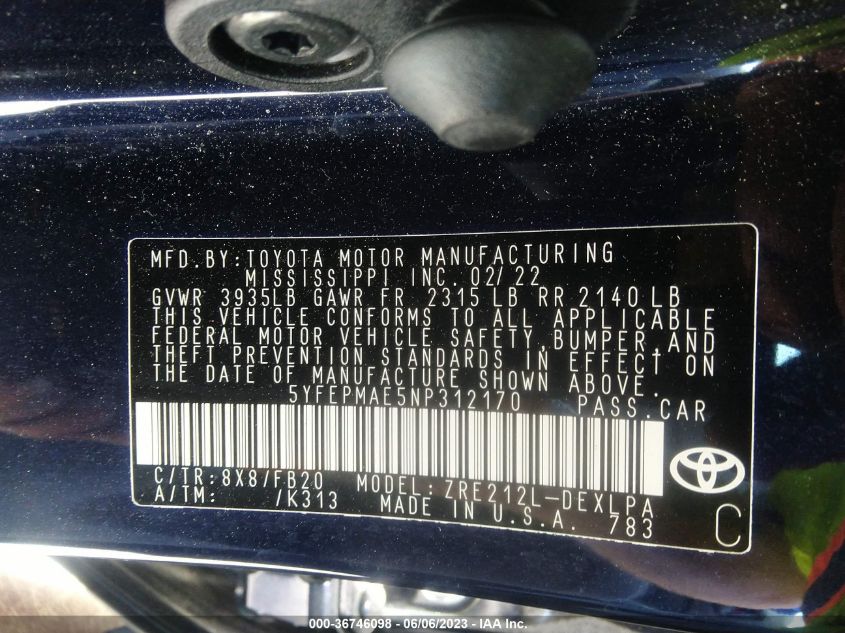 MFD. BY: TOYOTA MOTOR MANUFACTURING
MISSISSIPPI INC. 02/22
GVWR 3935LB GAWR FR 2315 LB RR 2140 LB
THIS VEHICLE CONFORMS TO ALL APPLICABLE
FEDERAL MOTOR VEHICLE SAFETY, BUMPER, AND
THEFT PREVENTION STANDARDS IN EFFECT ON
THE DATE OF MANUFACTURE SHOWN ABOVE.
5YFEPMAE5NP312170 PASS. CAR
C/TR: 8X8/FB20 MODEL: ZRE212L-DEXLPA
A/TM: /K313 MADE IN U.S.A. 783
C
000-36746098 - 06/06/2023 - © IAA Inc.